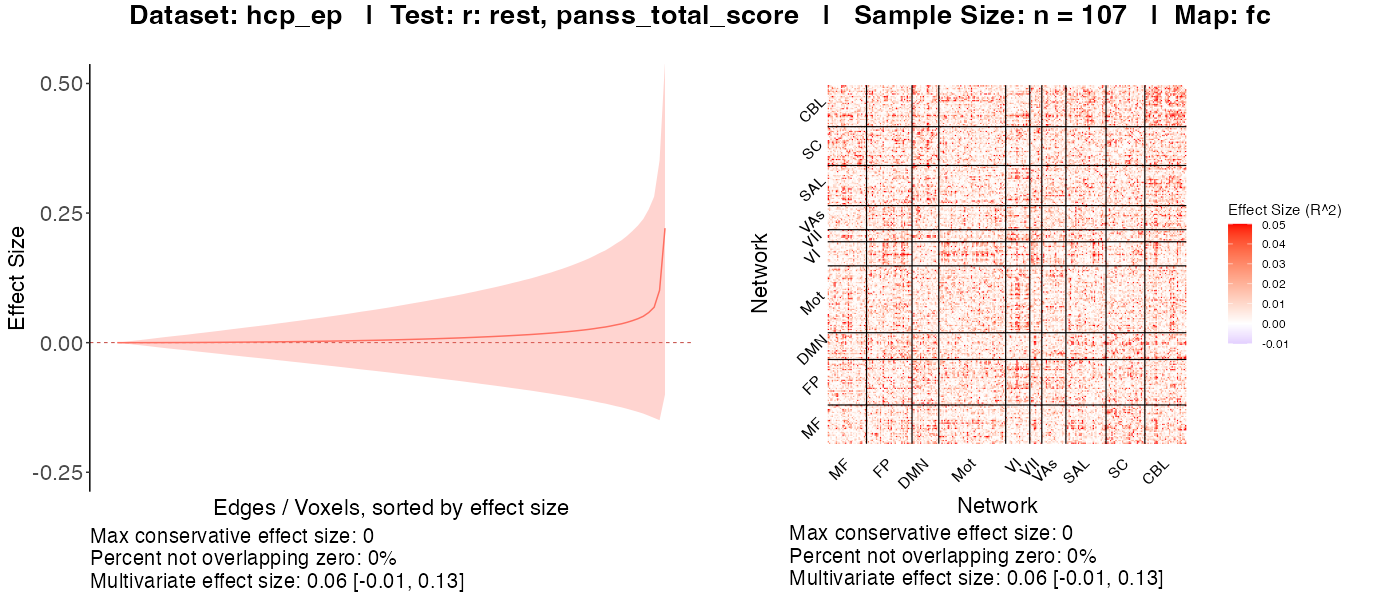 Dataset: hcp_ep | Test: r: rest, panss_total_score | Sample Size: n = 107 | Map: fc
Effect Size
0.50
0.25
0.00
-0.25
Edges / Voxels, sorted by effect size
Max conservative effect size: 0
Percent not overlapping zero: 0%
Multivariate effect size: 0.06 [-0.01, 0.13]
Network
CBL
SC
SAL
VAs
VII
VI
Mot
DMN
FP
MF
MF
FP
DMN
Mot
VI
VII
VAs
SAL
SC
CBL
Network
Effect Size (R^2)
0.05
0.04
0.03
0.02
0.01
0.00
-0.01
Max conservative effect size: 0
Percent not overlapping zero: 0%
Multivariate effect size: 0.06 [-0.01, 0.13]